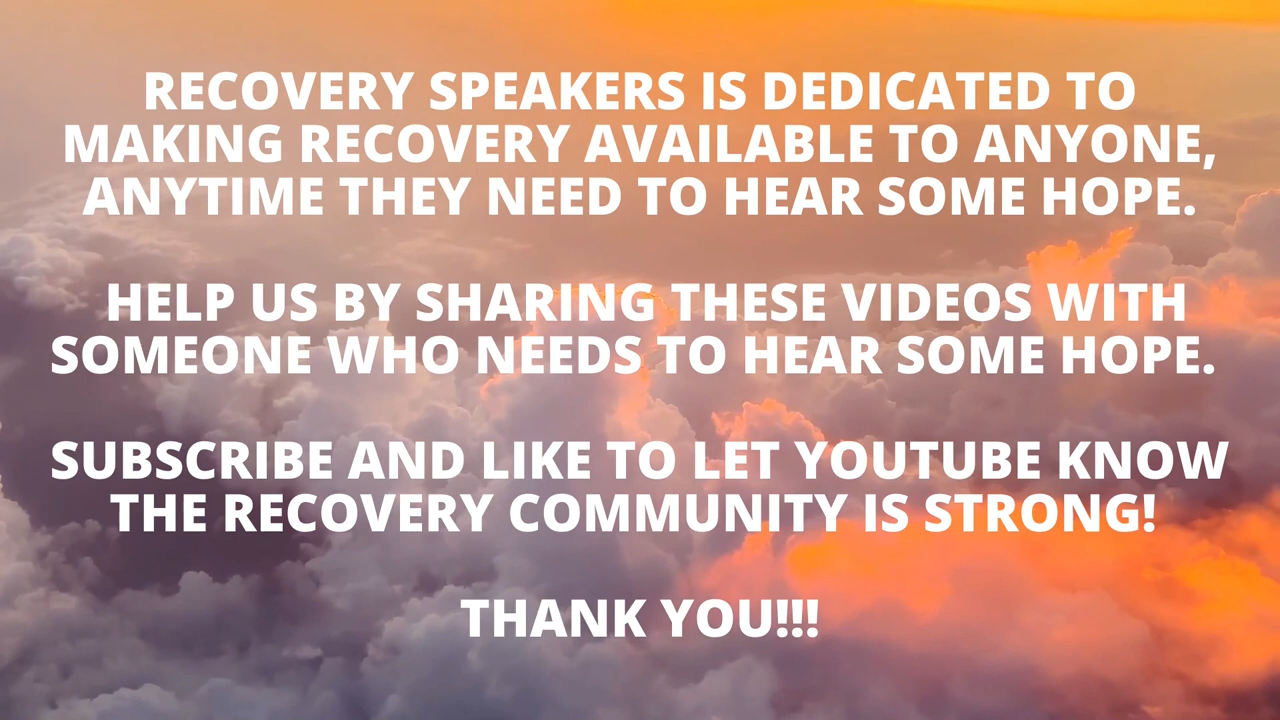 RECOVERY SPEAKERS IS DEDICATED TO
MAKING RECOVERY AVAILABLE TO ANYONE,
ANYTIME THEY NEED TO HEAR SOME HOPE.
HELP US BY SHARING THESE VIDEOS WITH
SOMEONE WHO NEEDS TO HEAR SOME HOPE.
SUBSCRIBE AND LIKE TO LET YOUTUBE KNOW
THE RECOVERY COMMUNITY IS STRONG!
THANK YOU!!!